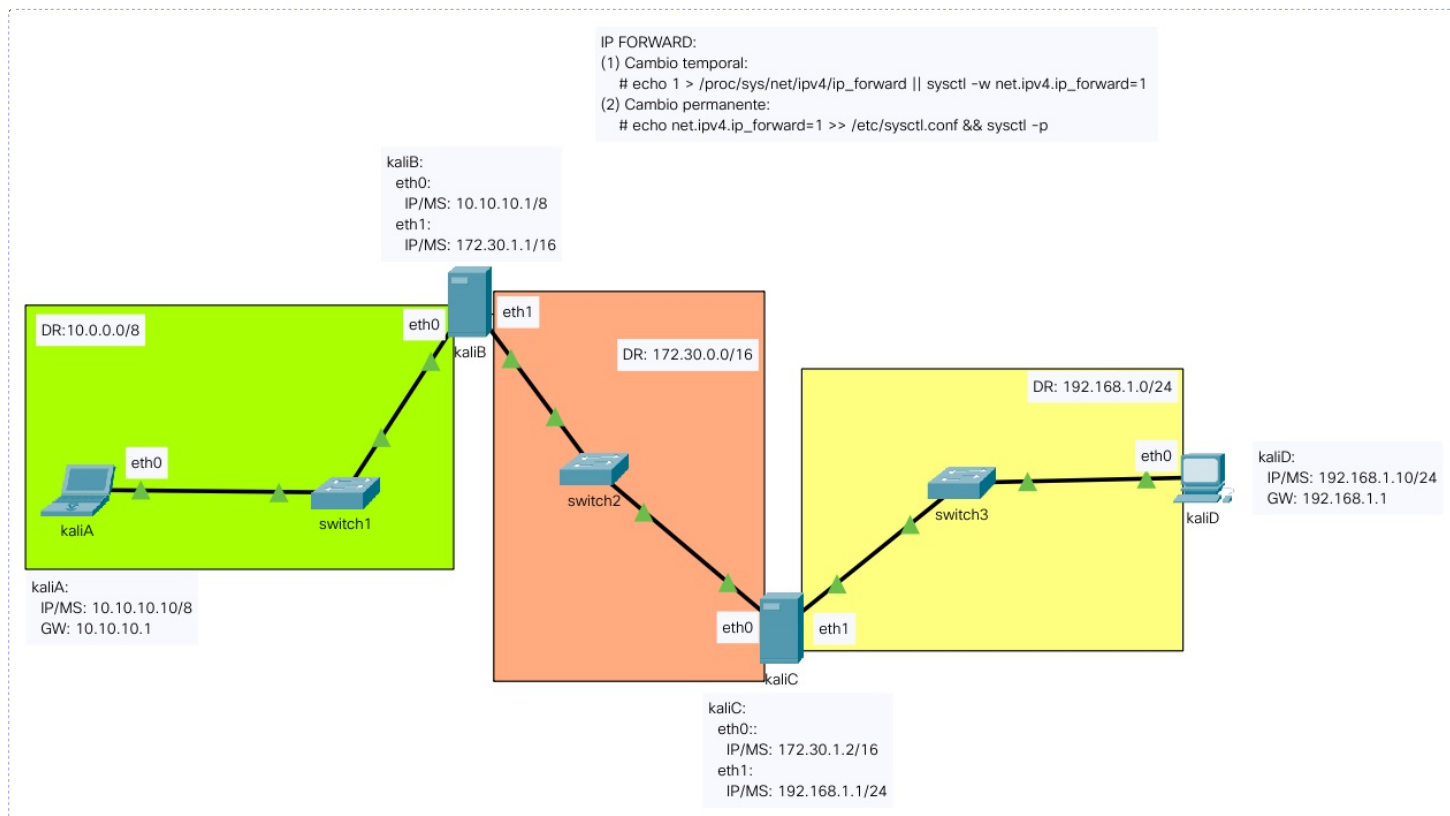 IP FORWARD:
(1) Cambio temporal:
# echo 1 > /proc/sys/net/ipv4/ip_forward || sysctl -w net.ipv4.ip_forward=1
(2) Cambio permanente:
# echo net.ipv4.ip_forward=1 >> /etc/sysctl.conf && sysctl -p
kaliB:
eth0:
IP/MS: 10.10.10.1/8
eth1:
IP/MS: 172.30.1.1/16
DR:10.0.0.0/8
eth0
eth1
kaliB
DR: 172.30.0.0/16
DR: 192.168.1.0/24
eth0
kaliA
switch1
switch2
switch3
eth0
kaliD
kaliD:
IP/MS: 192.168.1.10/24
GW: 192.168.1.1
kaliA:
IP/MS: 10.10.10.10/8
GW: 10.10.10.1
eth0
eth1
kaliC
kaliC:
eth0::
IP/MS: 172.30.1.2/16
eth1:
IP/MS: 192.168.1.1/24